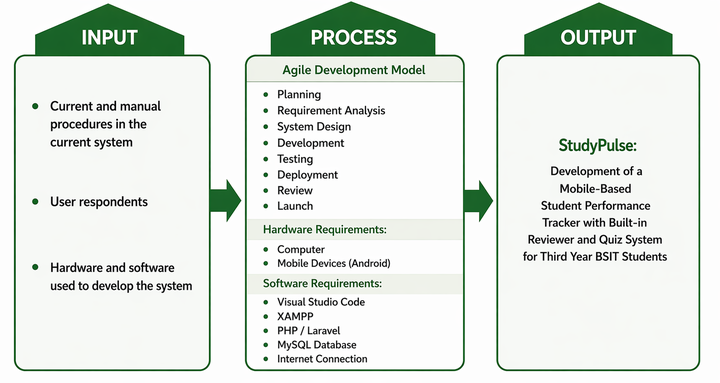 INPUT
Current and manual
procedures in the
current system
User respondents
Hardware and software
used to develop the system
PROCESS
Agile Development Model
Planning
Requirement Analysis
System Design
Development
Testing
Deployment
Review
Launch
Hardware Requirements:
Computer
Mobile Devices (Android)
Software Requirements:
Visual Studio Code
XAMPP
PHP / Laravel
MySQL Database
Internet Connection
OUTPUT
StudyPulse:
Development of a
Mobile-Based
Student Performance
Tracker with Built-in
Reviewer and Quiz System
for Third Year BSIT Students